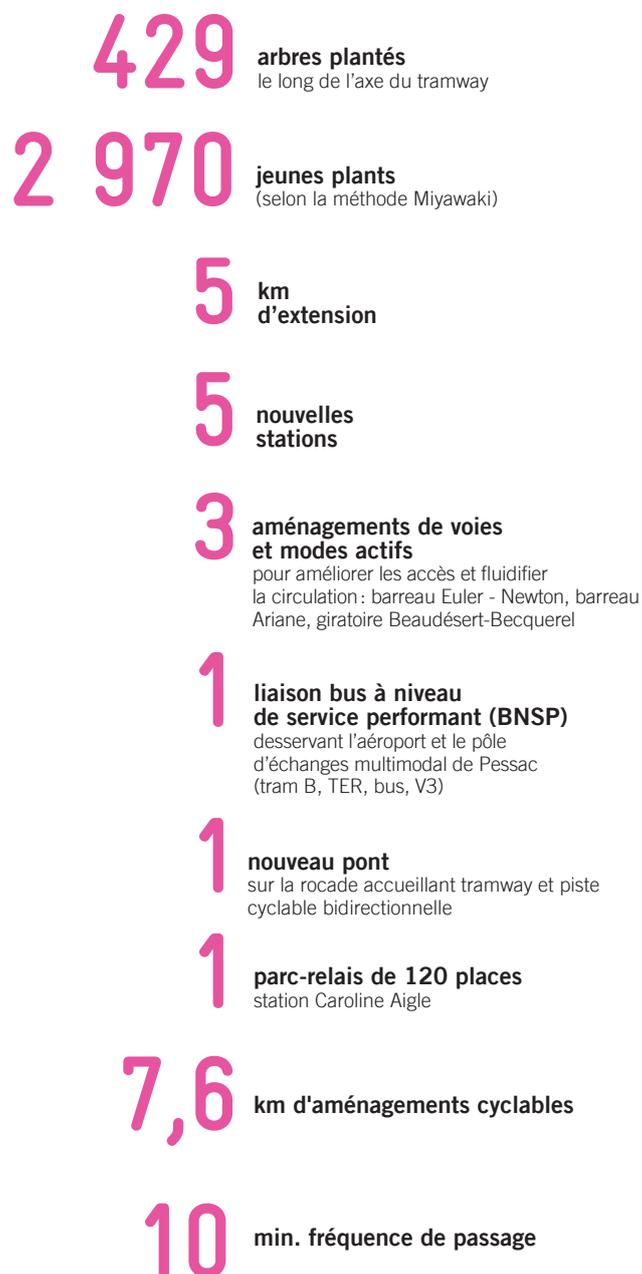 429
arbres plantés
le long de l’axe du tramway
2 970
jeunes plants
(selon la méthode Miyawaki)
5
km
d’extension
5
nouvelles
stations
3
aménagements de voies
et modes actifs
pour améliorer les accès et fluidifier
la circulation : barreau Euler - Newton, barreau
Ariane, giratoire Beaudésert-Becquerel
1
liaison bus à niveau
de service performant (BNSP)
desservant l’aéroport et le pôle
d’échanges multimodal de Pessac
(tram B, TER, bus, V3)
1
nouveau pont
sur la rocade accueillant tramway et piste
cyclable bidirectionnelle
1
parc-relais de 120 places
station Caroline Aigle
7,6
km d'aménagements cyclables
10
min. fréquence de passage